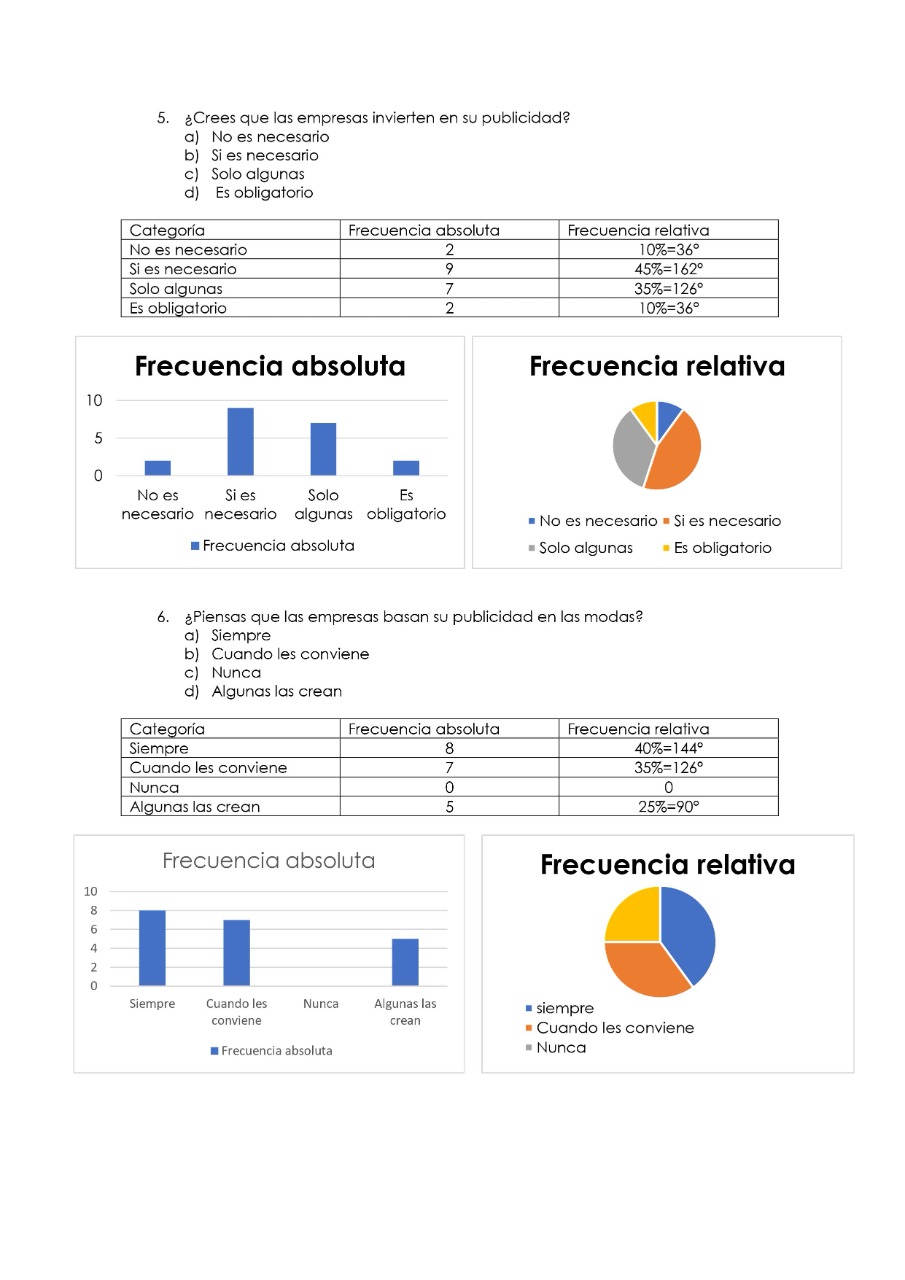 5. ¿Crees que las empresas invierten en su publicidad?
a) No es necesario
b) Si es necesario
c) Solo algunas
d) Es obligatorio
Categoría Frecuencia absoluta Frecuencia relativa
No es necesario 2 10%=36°
Si es necesario 9 45%=162°
Solo algunas 7 35%=126°
Es obligatorio 2 10%=36°
Frecuencia absoluta
10
5
0
No es necesario Si es necesario Solo algunas Es obligatorio
Frecuencia absoluta
Frecuencia relativa
No es necesario Si es necesario
Solo algunas Es obligatorio
6. ¿Piensas que las empresas basan su publicidad en las modas?
a) Siempre
b) Cuando les conviene
c) Nunca
d) Algunas las crean
Categoría Frecuencia absoluta Frecuencia relativa
Siempre 8 40%=144°
Cuando les conviene 7 35%=126°
Nunca 0 0
Algunas las crean 5 25%=90°
Frecuencia absoluta
10
8
6
4
2
0
Siempre Cuando les conviene Nunca Algunas las crean
Frecuencia absoluta
Frecuencia relativa
siempre
Cuando les conviene
Nunca